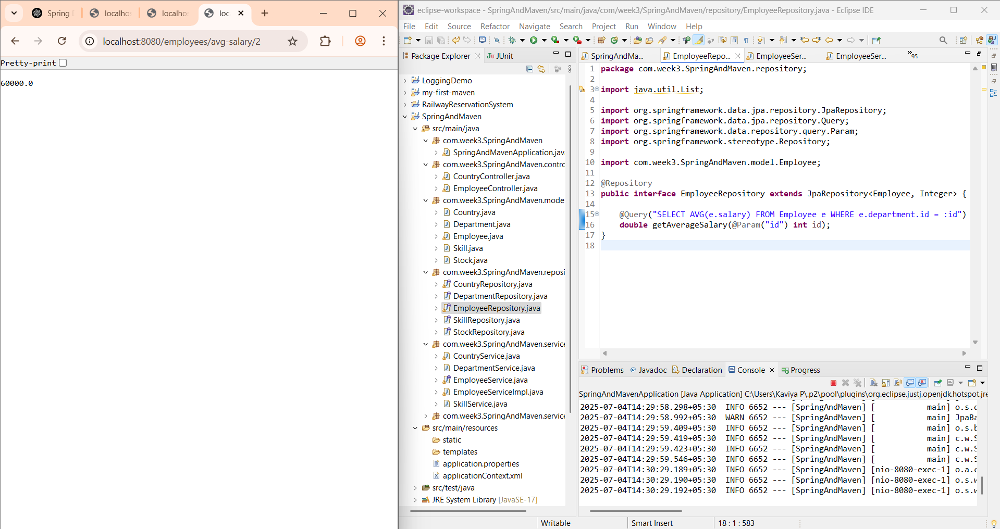 Spring
localhos
localhos
loc
localhost:8080/employees/avg-salary/2
Pretty-print
60000.0
eclipse-workspace - SpringAndMaven/src/main/java/com/week3/SpringAndMaven/repository/EmployeeRepository.java - Eclipse IDE
File Edit Source Refactor Navigate Search Project Run Window Help
Package Explorer
JUnit
LoggingDemo
my-first-maven
RailwayReservationSystem
SpringAndMaven
src/main/java
com.week3.SpringAndMaven
SpringAndMavenApplication.jav
com.week3.SpringAndMaven.contro
CountryController.java
EmployeeController.java
com.week3.SpringAndMaven.mode
Country.java
Department.java
Employee.java
Skill.java
Stock.java
com.week3.SpringAndMaven.reposi
CountryRepository.java
DepartmentRepository.java
EmployeeRepository.java
SkillRepository.java
StockRepository.java
com.week3.SpringAndMaven.service
CountryService.java
DepartmentService.java
EmployeeService.java
EmployeeServiceImpl.java
SkillService.java
com.week3.SpringAndMaven.service
src/main/resources
static
templates
application.properties
applicationContext.xml
src/test/java
JRE System Library [JavaSE-17]
SpringAndMa...
EmployeeRepo...
EmployeeSer...
EmployeeSer...
»95
1 package com.week3.SpringAndMaven.repository;
2
3 import java.util.List;
4
5 import org.springframework.data.jpa.repository.JpaRepository;
6 import org.springframework.data.jpa.repository.Query;
7 import org.springframework.data.repository.query.Param;
8 import org.springframework.stereotype.Repository;
9
10 import com.week3.SpringAndMaven.model.Employee;
11
12 @Repository
13 public interface EmployeeRepository extends JpaRepository<Employee, Integer> {
14
15 @Query("SELECT AVG(e.salary) FROM Employee e WHERE e.department.id = :id")
16 double getAverageSalary(@Param("id") int id);
17 }
18
Problems
@ Javadoc
Declaration
Console
Progress
SpringAndMavenApplication [Java Application] C:\Users\Kaviya P\.p2\pool\plugins\org.eclipse.justj.openjdk.hotspot.jre
2025-07-04T14:29:58.298+05:30 INFO 6652 --- [SpringAndMaven] [ main] o.s.d
2025-07-04T14:29:58.992+05:30 WARN 6652 --- [SpringAndMaven] [ main] JpaBa
2025-07-04T14:29:59.409+05:30 INFO 6652 --- [SpringAndMaven] [ main] o.s.b
2025-07-04T14:29:59.419+05:30 INFO 6652 --- [SpringAndMaven] [ main] c.w.S
2025-07-04T14:29:59.423+05:30 INFO 6652 --- [SpringAndMaven] [ main] c.w.S
2025-07-04T14:29:59.546+05:30 INFO 6652 --- [SpringAndMaven] [ main] c.w.S
2025-07-04T14:30:29.189+05:30 INFO 6652 --- [SpringAndMaven] [nio-8080-exec-1] o.a.c
2025-07-04T14:30:29.190+05:30 INFO 6652 --- [SpringAndMaven] [nio-8080-exec-1] o.s.w
2025-07-04T14:30:29.192+05:30 INFO 6652 --- [SpringAndMaven] [nio-8080-exec-1] o.s.w
Writable
Smart Insert
18 : 1 : 583